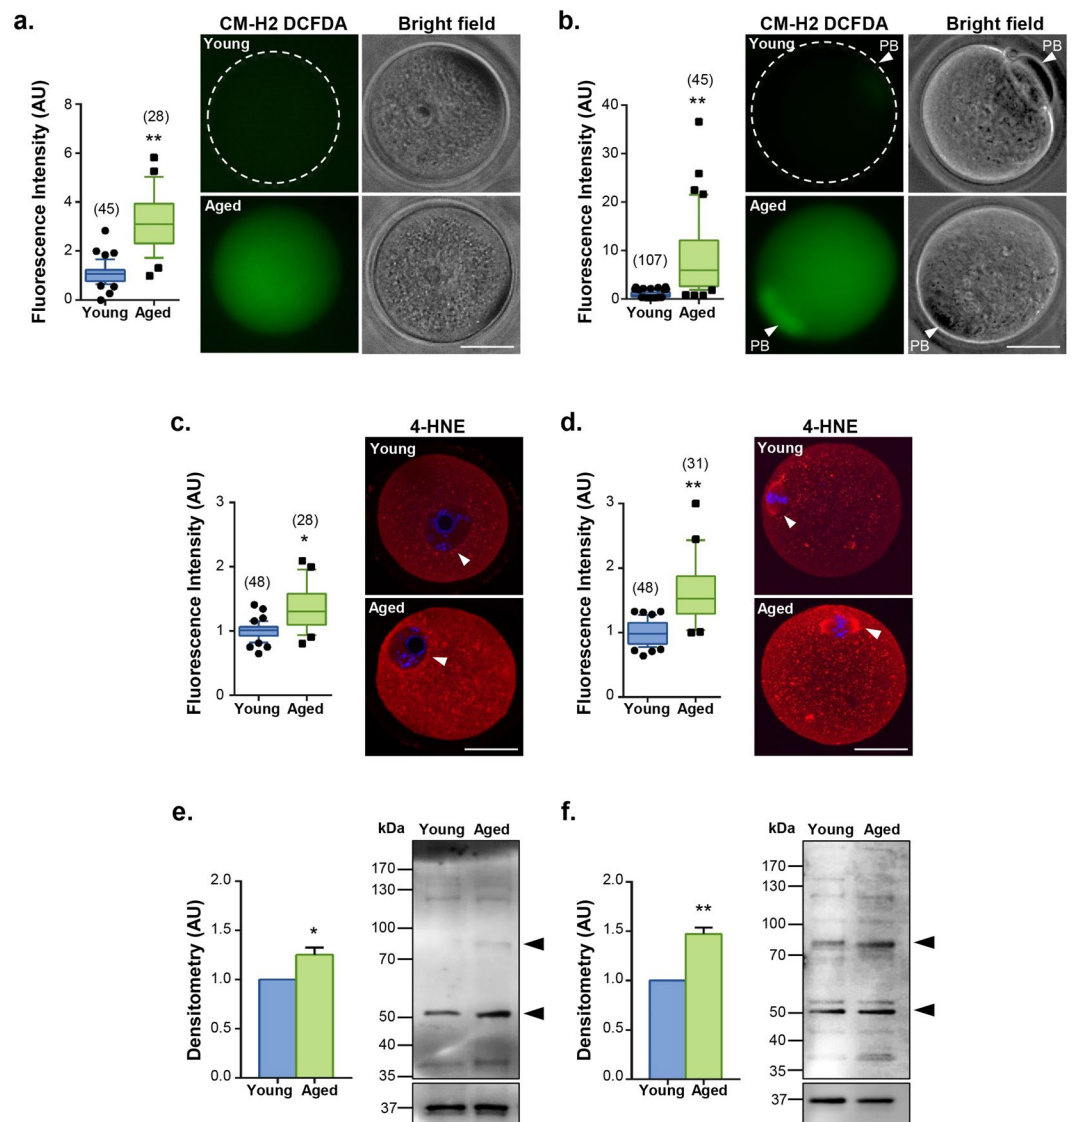 a.
CM-H2 DCFDA
Bright field
Young
Fluorescence Intensity (AU)
8
6
4
2
0
(45)
(28)
**
Young
Aged
Aged
b.
CM-H2 DCFDA
Bright field
Young
PB
PB
Fluorescence Intensity (AU)
40
30
20
10
0
(107)
(45)
**
Young
Aged
Aged
PB
PB
c.
4-HNE
Young
Fluorescence Intensity (AU)
3
2
1
0
(48)
(28)
*
Young
Aged
Aged
d.
4-HNE
Young
Fluorescence Intensity (AU)
3
2
1
0
(48)
(31)
**
Young
Aged
Aged
e.
Densitometry (AU)
2.0
1.5
1.0
0.5
0.0
*
Young
Aged
kDa
Young
Aged
170
130
100
70
50
40
35
37
f.
Densitometry (AU)
2.0
1.5
1.0
0.5
0.0
**
Young
Aged
kDa
Young
Aged
170
130
100
70
50
40
35
37